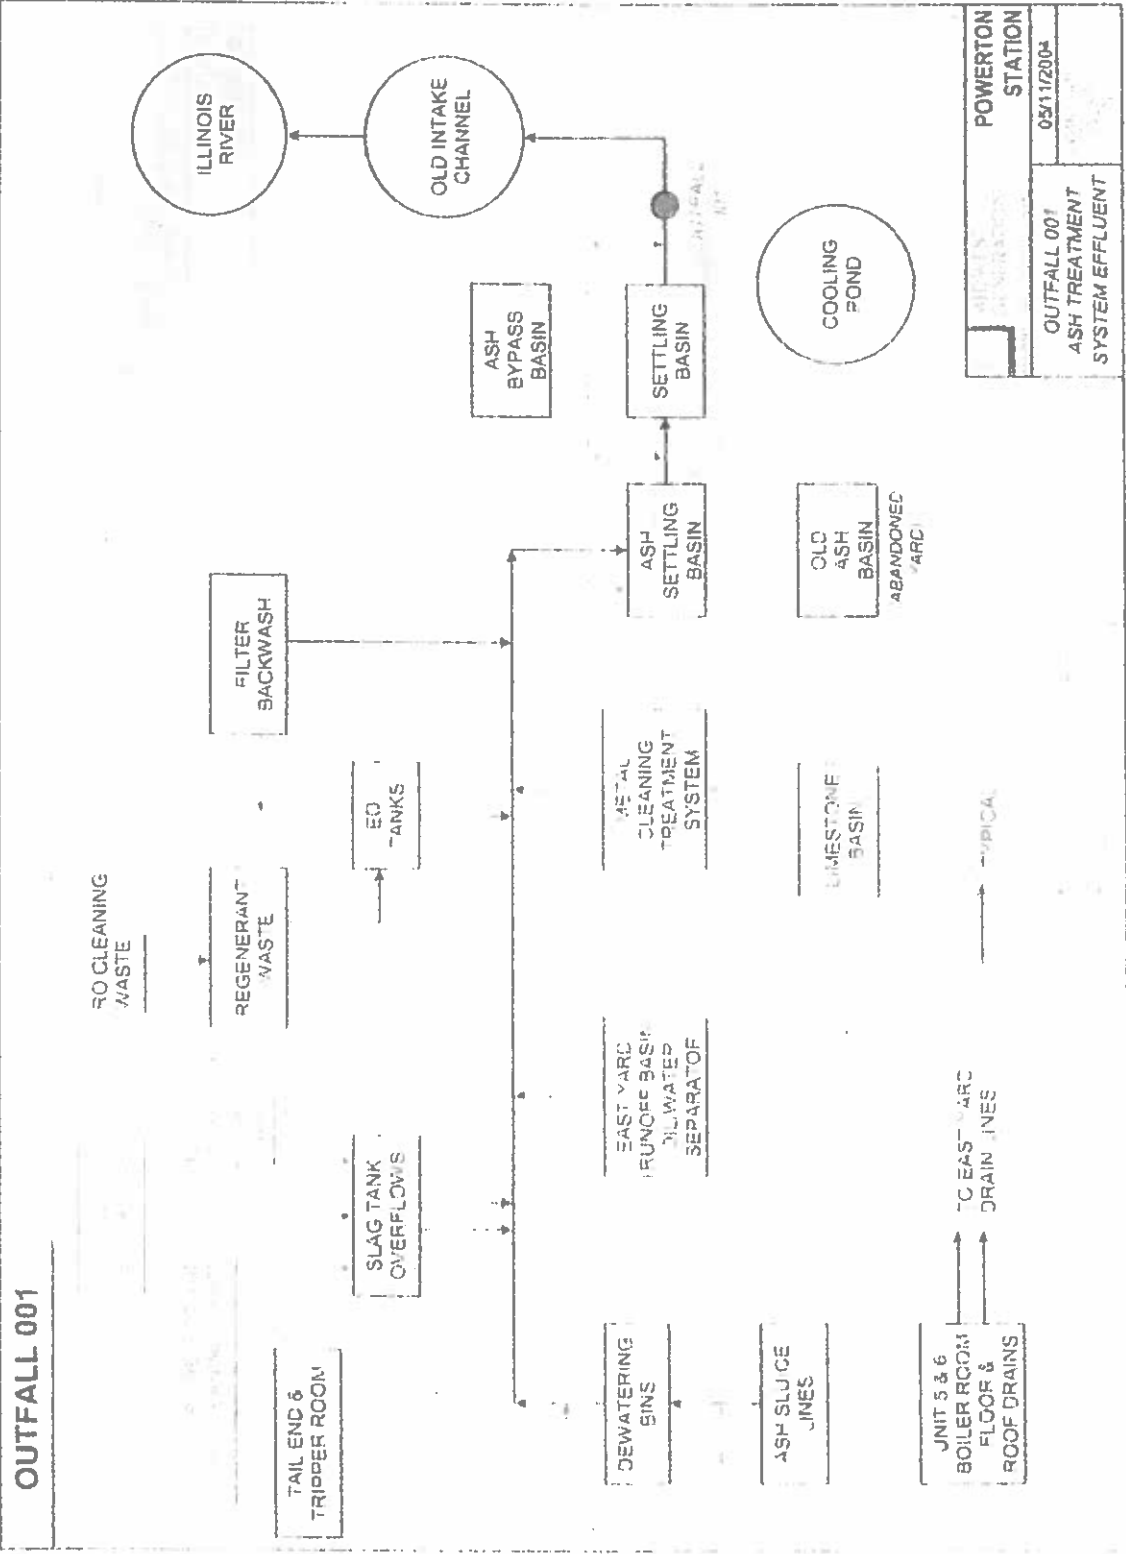 OUTFALL 001
RO CLEANING
WASTE
ILLINOIS
RIVER
REGENERANT
WASTE
FILTER
BACKWASH
TAIL END &
TRIPPER ROOM
SLAG TANK
OVERFLOWS
EQ
TANKS
OLD INTAKE
CHANNEL
ASH
BYPASS
BASIN
DEWATERING
BINS
EAST YARD
RUNOFF BASIN
OIL WATER
SEPARATOR
METAL
CLEANING
TREATMENT
SYSTEM
ASH
SETTLING
BASIN
SETTLING
BASIN
OUTFALL
ASH SLUICE
LINES
LIMESTONE
BASIN
OLD
ASH
BASIN
ABANDONED
COOLING
POND
UNIT 5 & 6
BOILER ROOM
FLOOR &
ROOF DRAINS
TO EAST YARD
DRAIN LINES
TYPICAL
POWERTON
STATION
OUTFALL 001
ASH TREATMENT
SYSTEM EFFLUENT
05/11/2004